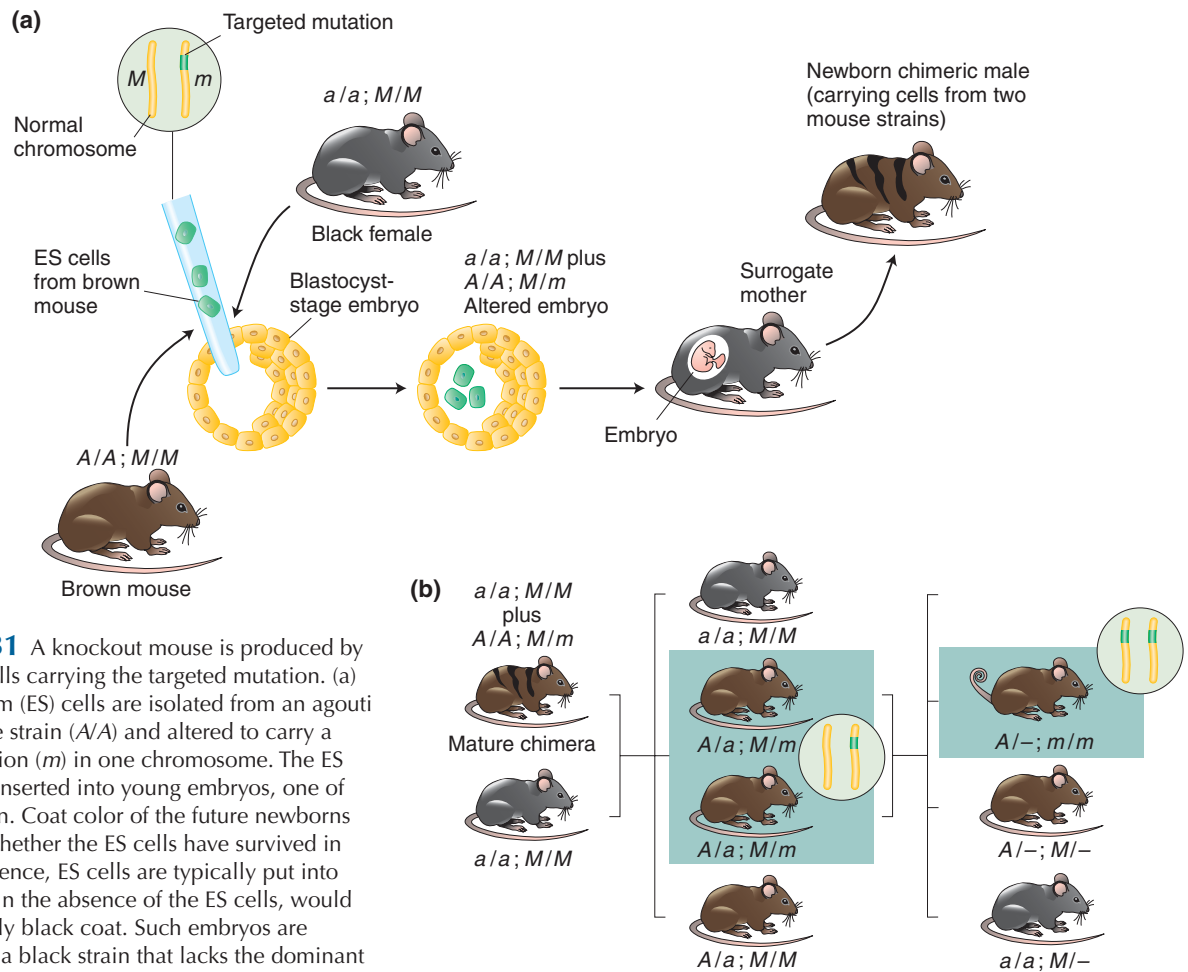 (a)
Targeted mutation
M
m
Normal
chromosome
a/a; M/M
Black female
ES cells
from brown
mouse
Blastocyst-
stage embryo
a/a; M/M plus
A/A; M/m
Altered embryo
Surrogate
mother
Embryo
Newborn chimeric male
(carrying cells from two
mouse strains)
A/A; M/M
Brown mouse
31 A knockout mouse is produced by
lls carrying the targeted mutation. (a)
m (ES) cells are isolated from an agouti
e strain (A/A) and altered to carry a
ion (m) in one chromosome. The ES
nserted into young embryos, one of
n. Coat color of the future newborns
hether the ES cells have survived in
ence, ES cells are typically put into
n the absence of the ES cells, would
ly black coat. Such embryos are
a black strain that lacks the dominant
(b)
a/a; M/M
plus
A/A; M/m
Mature chimera
a/a; M/M
a/a; M/M
A/a; M/m
A/a; M/m
A/a; M/M
A/–; m/m
A/–; M/–
a/a; M/–